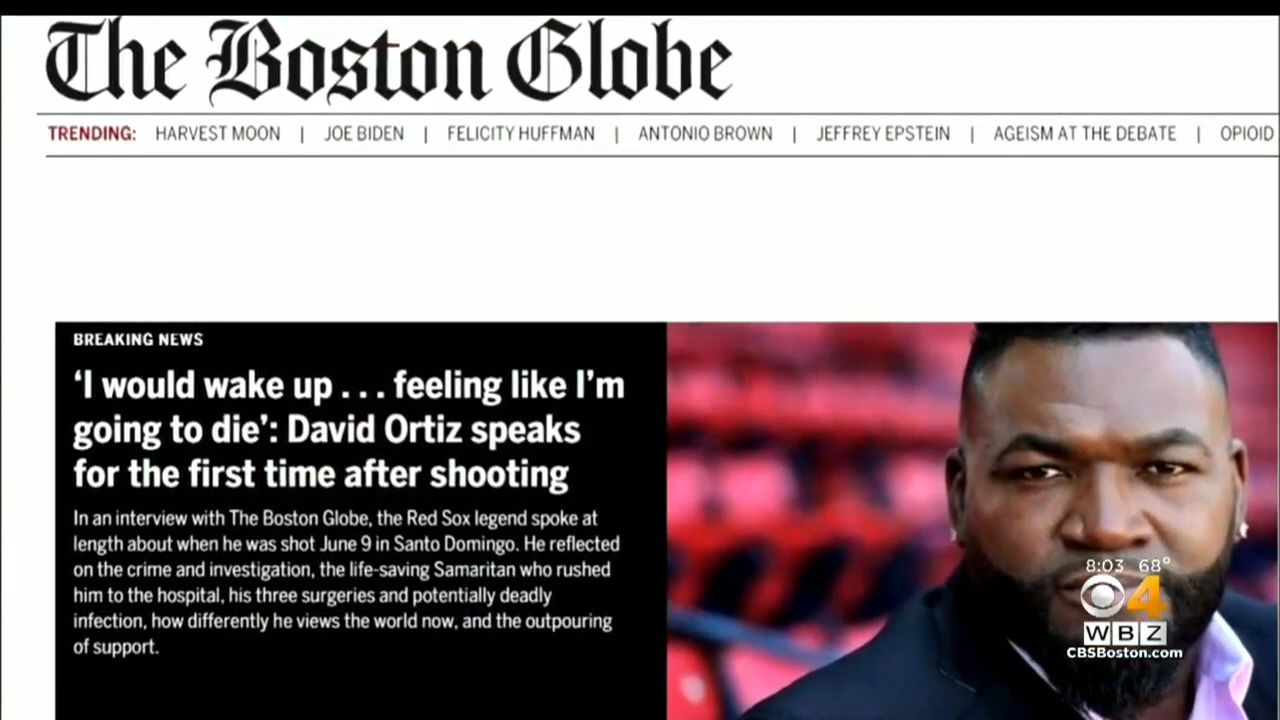 The Boston Globe
TRENDING: HARVEST MOON | JOE BIDEN | FELICITY HUFFMAN | ANTONIO BROWN | JEFFREY EPSTEIN | AGEISM AT THE DEBATE | OPIOID
BREAKING NEWS
‘I would wake up . . . feeling like I’m
going to die’: David Ortiz speaks
for the first time after shooting
In an interview with The Boston Globe, the Red Sox legend spoke at
length about when he was shot June 9 in Santo Domingo. He reflected
on the crime and investigation, the life-saving Samaritan who rushed
him to the hospital, his three surgeries and potentially deadly
infection, how differently he views the world now, and the outpouring
of support.
8:03 68°
4
WBZ
CBSBoston.com